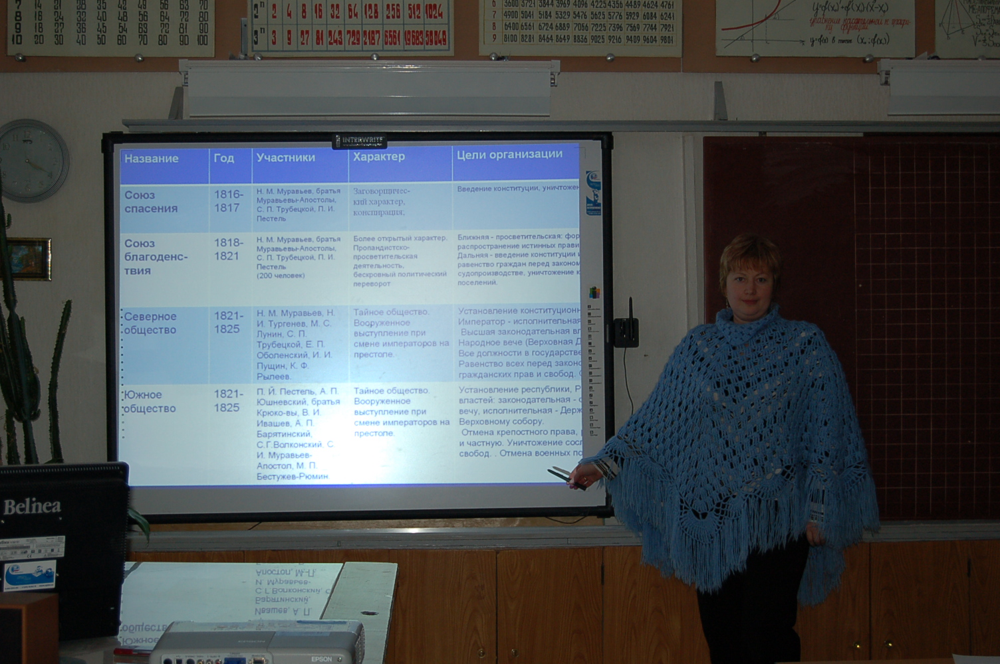 7 14 21 28 35 42 49 56 63 70
8 16 24 32 40 48 56 64 72 80
9 18 27 36 45 54 63 72 81 90
10 20 30 40 50 60 70 80 90 100
2ⁿ 2 4 8 16 32 64 128 256 512 1024
3ⁿ 3 9 27 81 243 729 2187 6561 19683 59049
6 3600 3721 3844 3969 4096 4225 4356 4489 4624 4761
7 4900 5041 5184 5329 5476 5625 5776 5929 6084 6241
8 6400 6561 6724 6889 7056 7225 7396 7569 7744 7921
9 8100 8281 8464 8649 8836 9025 9216 9409 9604 9801
уравнение касательной к графи-
ку функции
INTERWRITE
Название Год Участники Характер Цели организации
Союз
спасения
1816-
1817
Н. М. Муравьев, братья
Муравьевы-Апостолы,
С. П. Трубецкой, П. И.
Пестель
Заговорщичес-
кий характер,
конспирация;
Введение конституции, уничтожен
Союз
благоденс-
твия
1818-
1821
Н. М. Муравьев, братья
Муравьевы-Апостолы,
С. П. Трубецкой, П. И.
Пестель
(200 человек)
Более открытый характер.
Пропандистско-
просветительская
деятельность,
бескровный политический
переворот
Ближняя - просветительская: фор
распространение истинных прави
Дальняя - введение конституции и
равенство граждан перед законом
судопроизводстве, уничтожение к
поселений.
Северное
общество
1821-
1825
Н. М. Муравьев, Н.
И. Тургенев, М. С.
Лунин, С. П.
Трубецкой, Е. П.
Оболенский, И. И.
Пущин, К. Ф.
Рылеев.
Тайное общество.
Вооруженное
выступление при
смене императоров на
престоле.
Установление конституционн
Император - исполнительная
Высшая законодательная вл
Народное вече (Верховная Д
Все должности в государстве
Равенство всех перед законо
гражданских прав и свобод.
Южное
общество
1821-
1825
П. Й. Пестель, А. П.
Юшневский, братья
Крюко-вы, В. И.
Ивашев, А. П.
Барятинский,
С.Г.Волконский, С.
И. Муравьев-
Апостол, М. П.
Бестужев-Рюмин.
Тайное общество.
Вооруженное
выступление при
смене императоров на
престоле.
Установление республики, Р
властей: законодательная -
вечу, исполнительная - Держ
Верховному собору.
Отмена крепостного права,
и частную. Уничтожение сосл
свобод. . Отмена военных по
Belinea
EPSON
EPSON